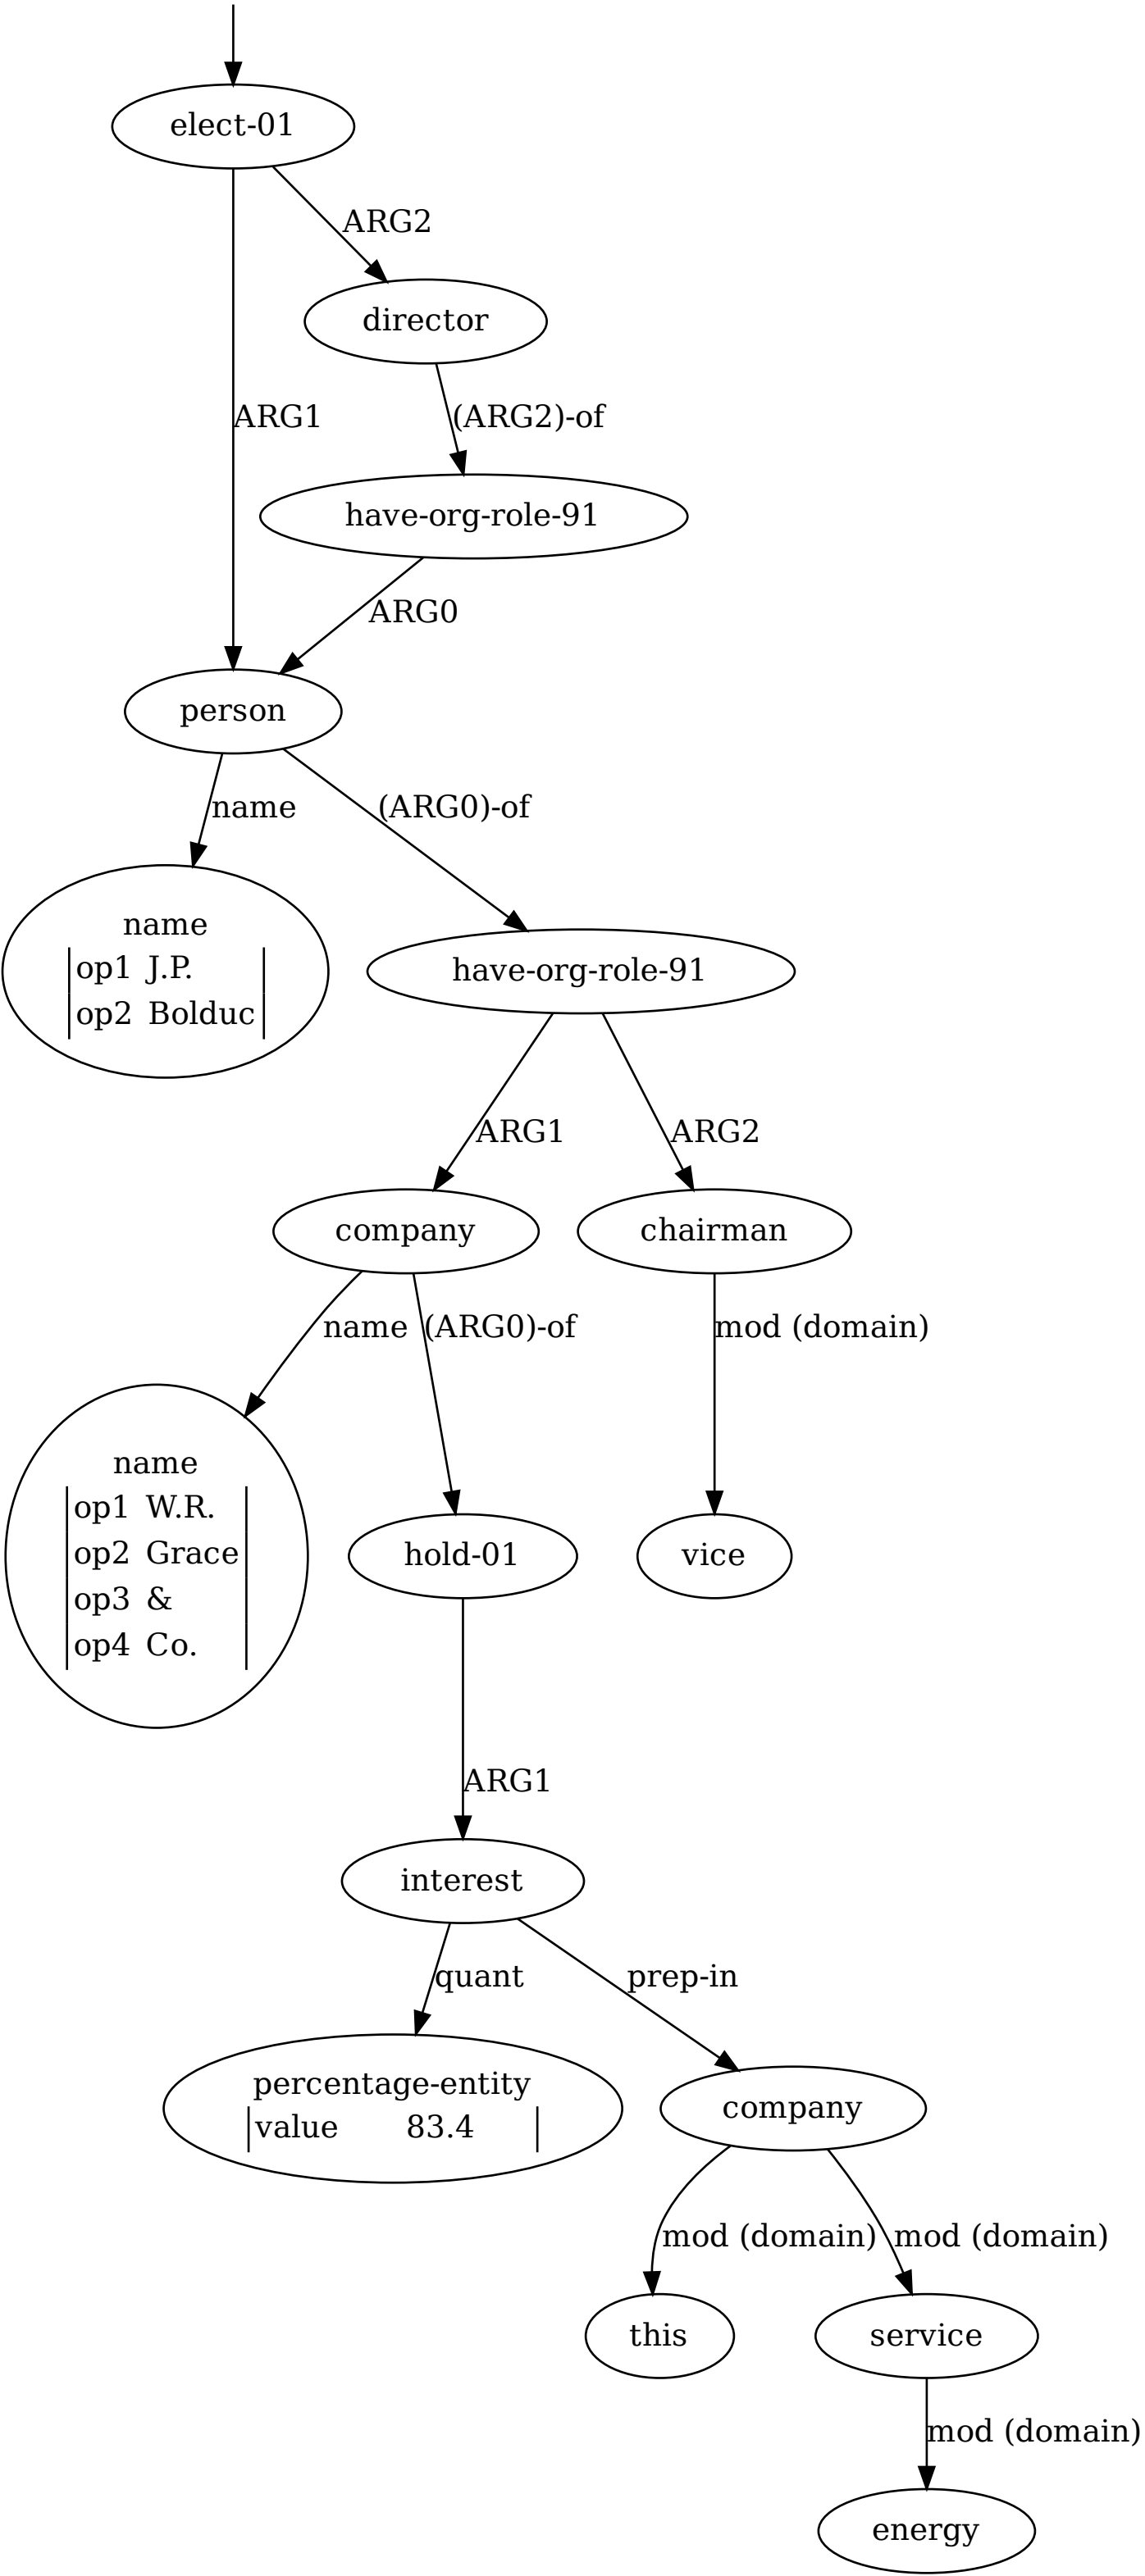 elect-01
ARG2
director
ARG1
(ARG2)-of
have-org-role-91
ARG0
person
name
(ARG0)-of
name
op1 J.P.
op2 Bolduc
have-org-role-91
ARG1
ARG2
company
chairman
name
(ARG0)-of
mod (domain)
name
op1 W.R.
op2 Grace
op3 &
op4 Co.
hold-01
vice
ARG1
interest
quant
prep-in
percentage-entity
value 83.4
company
mod (domain)
mod (domain)
this
service
mod (domain)
energy